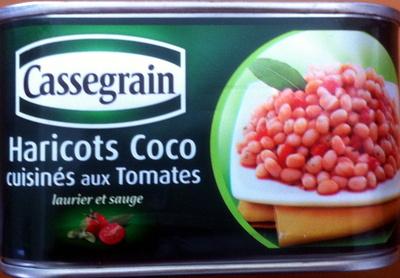 Cassegrain
Haricots Coco
cuisinés aux Tomates
laurier et sauge